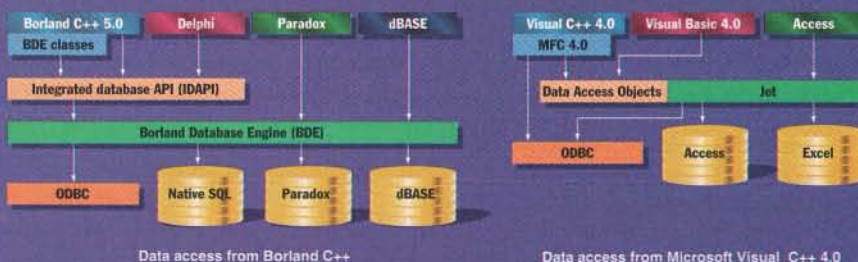 Borland C++ 5.0
Delphi
Paradox
dBASE
BDE classes
Integrated database API (IDAPI)
Borland Database Engine (BDE)
ODBC
Native SQL
Paradox
dBASE
Data access from Borland C++
Visual C++ 4.0
Visual Basic 4.0
Access
MFC 4.0
Data Access Objects
Jet
ODBC
Access
Excel
Data access from Microsoft Visual C++ 4.0